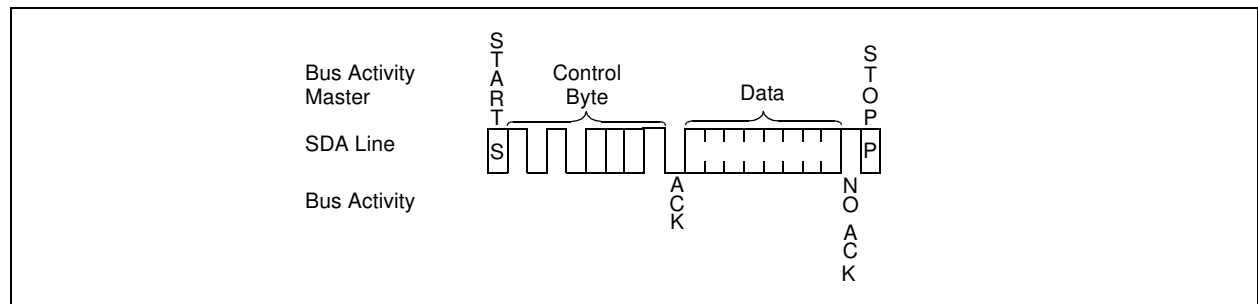 Bus Activity
Master
SDA Line
Bus Activity
START
Control
Byte
Data
STOP
S
P
ACK
NO ACK